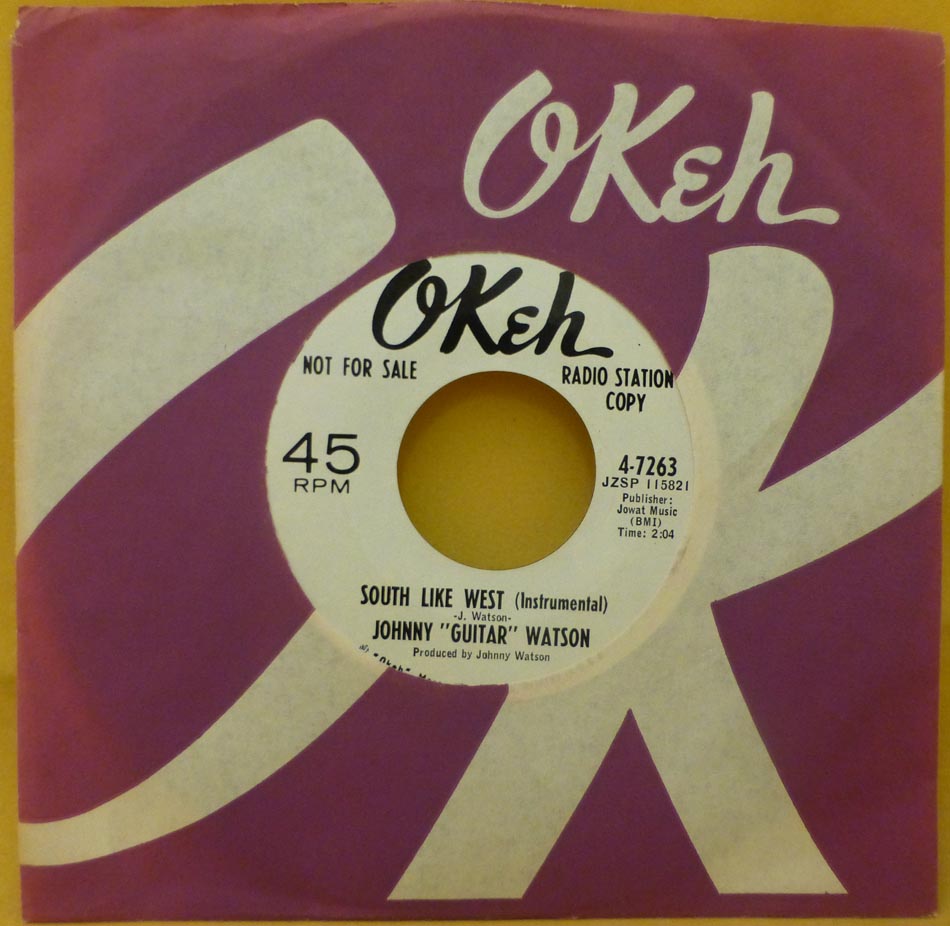 OKeh
OKeh
NOT FOR SALE
RADIO STATION
COPY
45
RPM
4-7263
JZSP 115821
Publisher:
Jowat Music
(BMI)
Time: 2:04
SOUTH LIKE WEST (Instrumental)
-J. Watson-
JOHNNY "GUITAR" WATSON
Produced by Johnny Watson